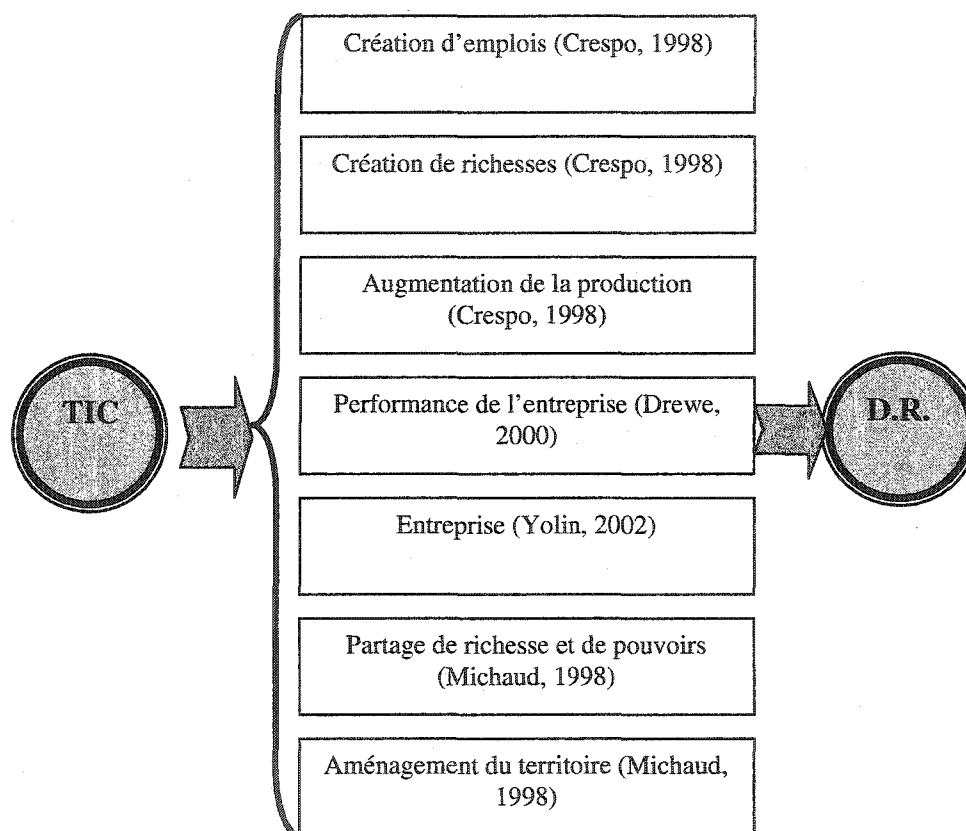 Création d'emplois (Crespo, 1998)
Création de richesses (Crespo, 1998)
Augmentation de la production
(Crespo, 1998)
TIC
Performance de l'entreprise (Drewe,
2000)
D.R.
Entreprise (Yolin, 2002)
Partage de richesse et de pouvoirs
(Michaud, 1998)
Aménagement du territoire (Michaud,
1998)